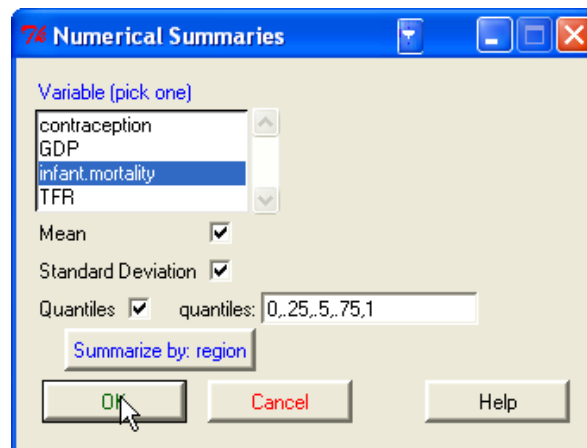 Numerical Summaries
Variable (pick one)
contraception
GDP
infant.mortality
TFR
Mean
Standard Deviation
Quantiles quantiles: 0,.25,.5,.75,1
Summarize by: region
OK Cancel Help